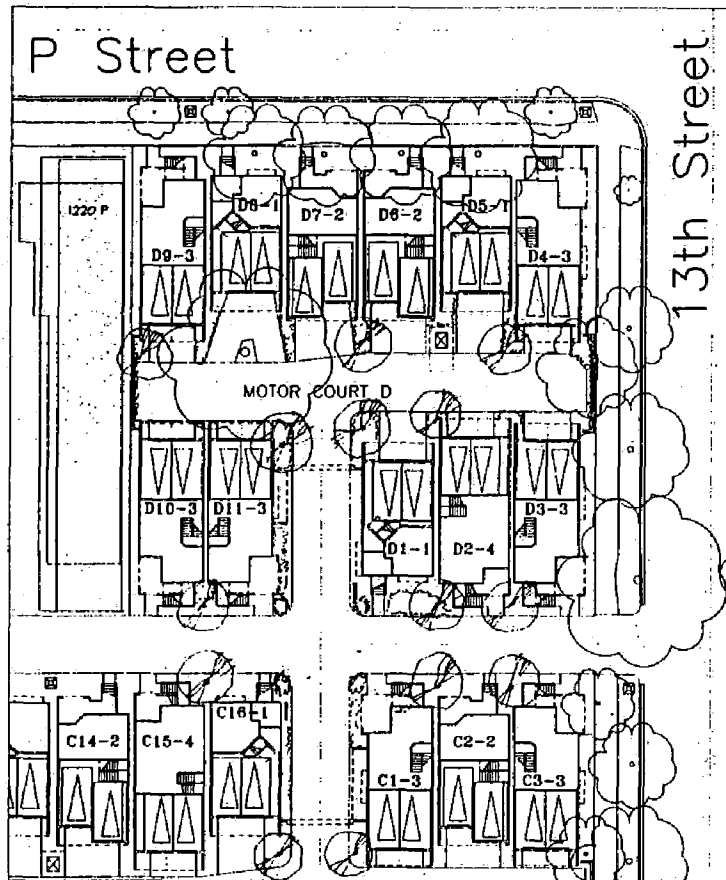 P Street
13th Street
1220 P
D9-3
D8-1
D7-2
D6-2
D5-1
D4-3
MOTOR COURT D
D10-3
D11-3
D1-1
D2-4
D3-3
C14-2
C15-4
C16-1
C1-3
C2-2
C3-3